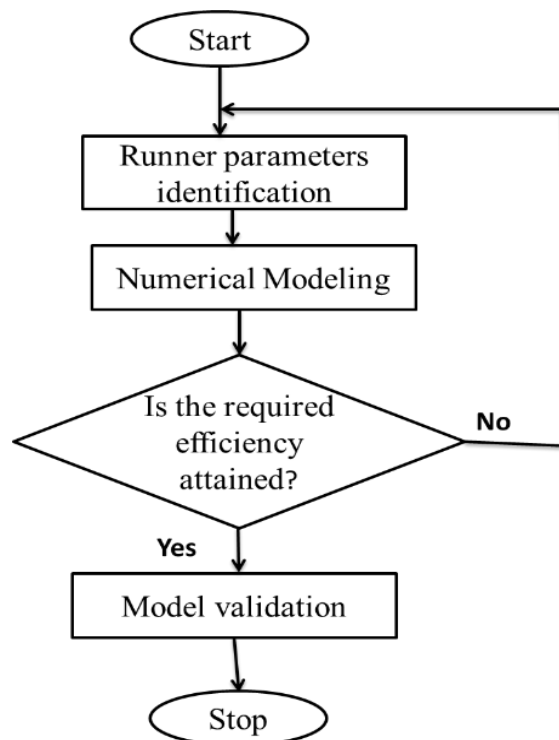 Start
Runner parameters
identification
Numerical Modeling
Is the required
efficiency
attained?
No
Yes
Model validation
Stop